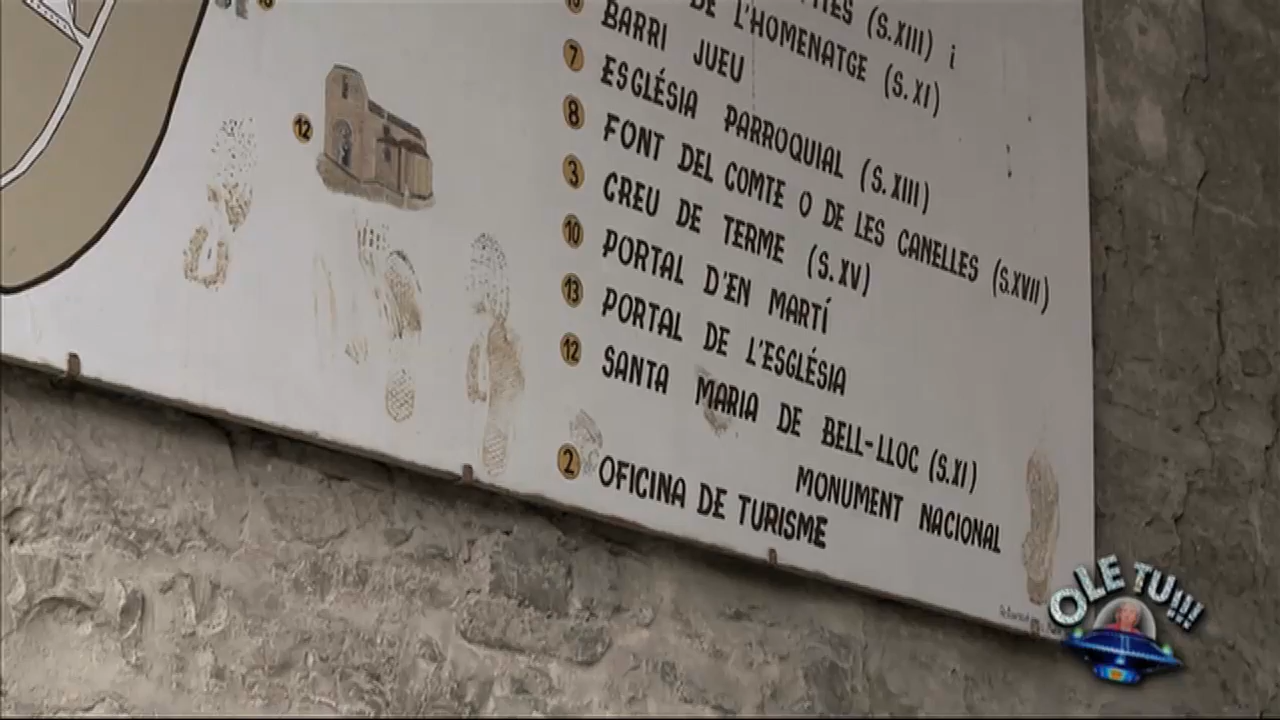 (S.XIII) i
DE L'HOMENATGE (S.XI)
BARRI JUEU
7 ESGLÉSIA PARROQUIAL (S.XIII)
8 FONT DEL COMTE O DE LES CANELLES (S.XVII)
3 CREU DE TERME (S.XV)
10 PORTAL D'EN MARTÍ
13 PORTAL DE L'ESGLÉSIA
12 SANTA MARIA DE BELL-LLOC (S.XI)
MONUMENT NACIONAL
2 OFICINA DE TURISME
12
OLE TU!!!